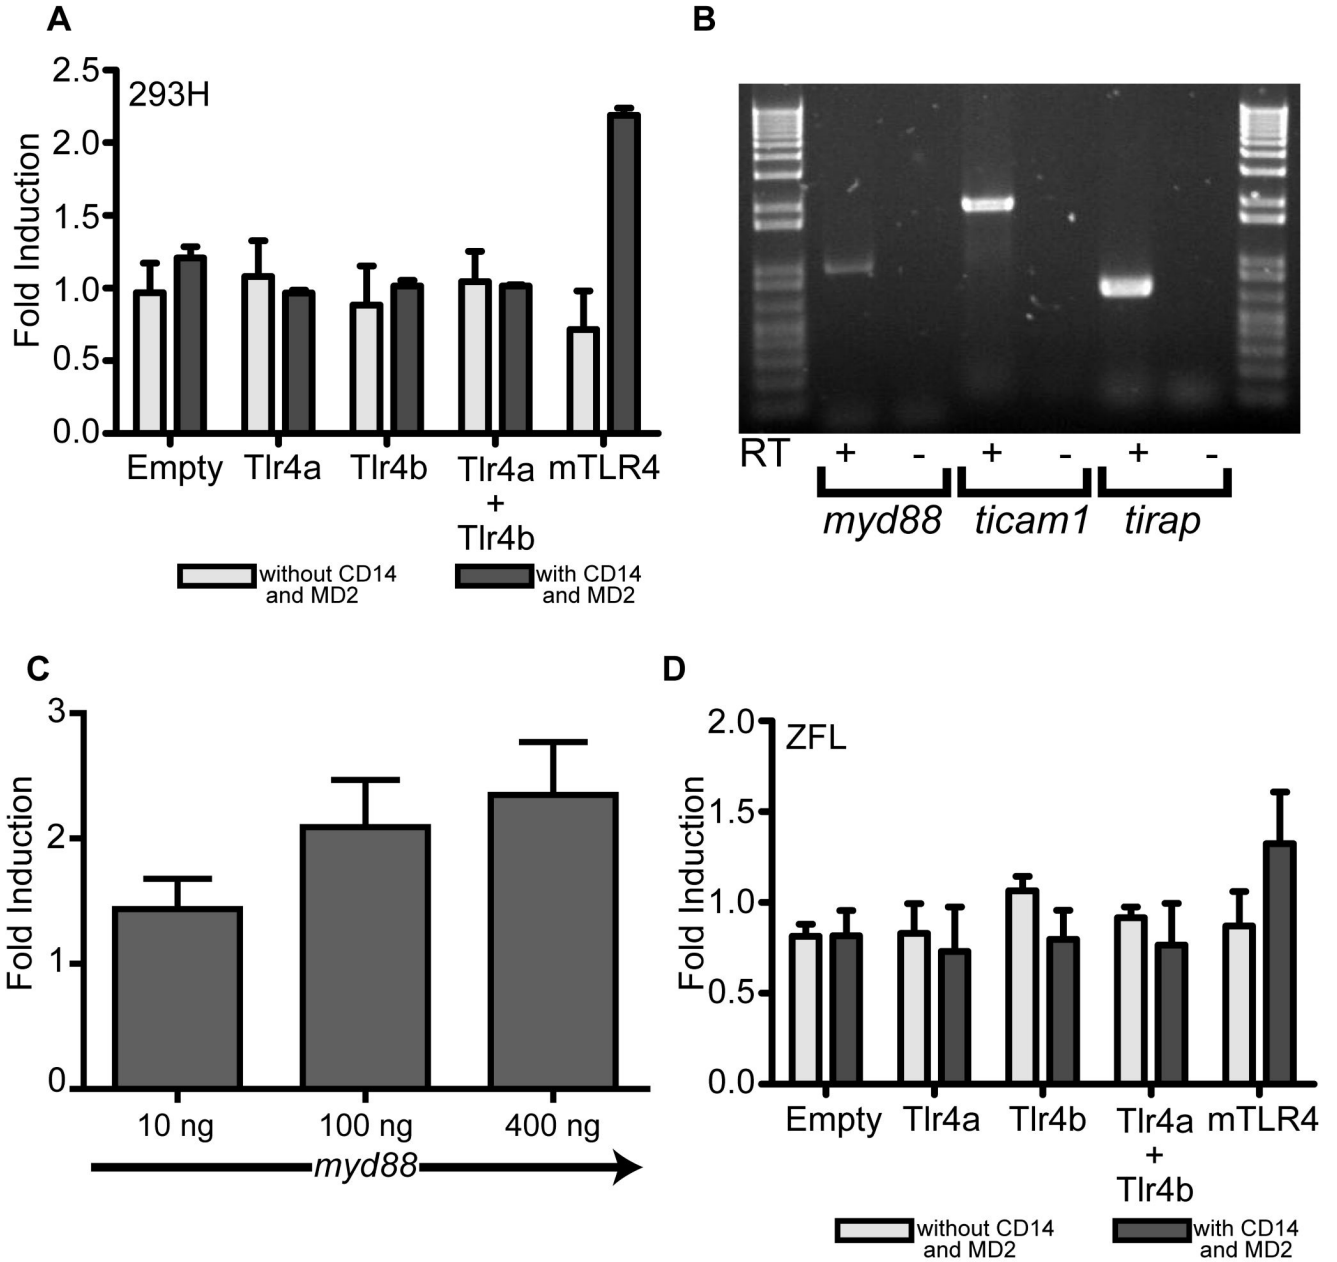 A
2.5
2.0
1.5
1.0
0.5
0.0
Fold Induction
293H
Empty
Tlr4a
Tlr4b
Tlr4a
+
Tlr4b
mTLR4
without CD14
and MD2
with CD14
and MD2
B
RT + - + - + -
myd88 ticam1 tirap
C
3
2
1
0
Fold Induction
10 ng
100 ng
400 ng
myd88
D
2.0
1.5
1.0
0.5
0.0
Fold Induction
ZFL
Empty
Tlr4a
Tlr4b
Tlr4a
+
Tlr4b
mTLR4
without CD14
and MD2
with CD14
and MD2